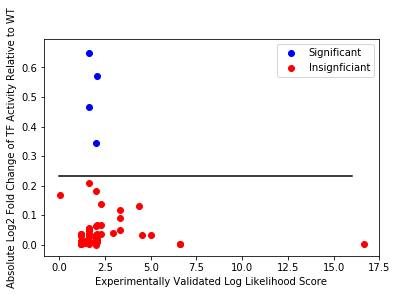 Absolute Log2 Fold Change of TF Activity Relative to WT
Significant
Insignficiant
0.6
0.5
0.4
0.3
0.2
0.1
0.0
0.0 2.5 5.0 7.5 10.0 12.5 15.0 17.5
Experimentally Validated Log Likelihood Score